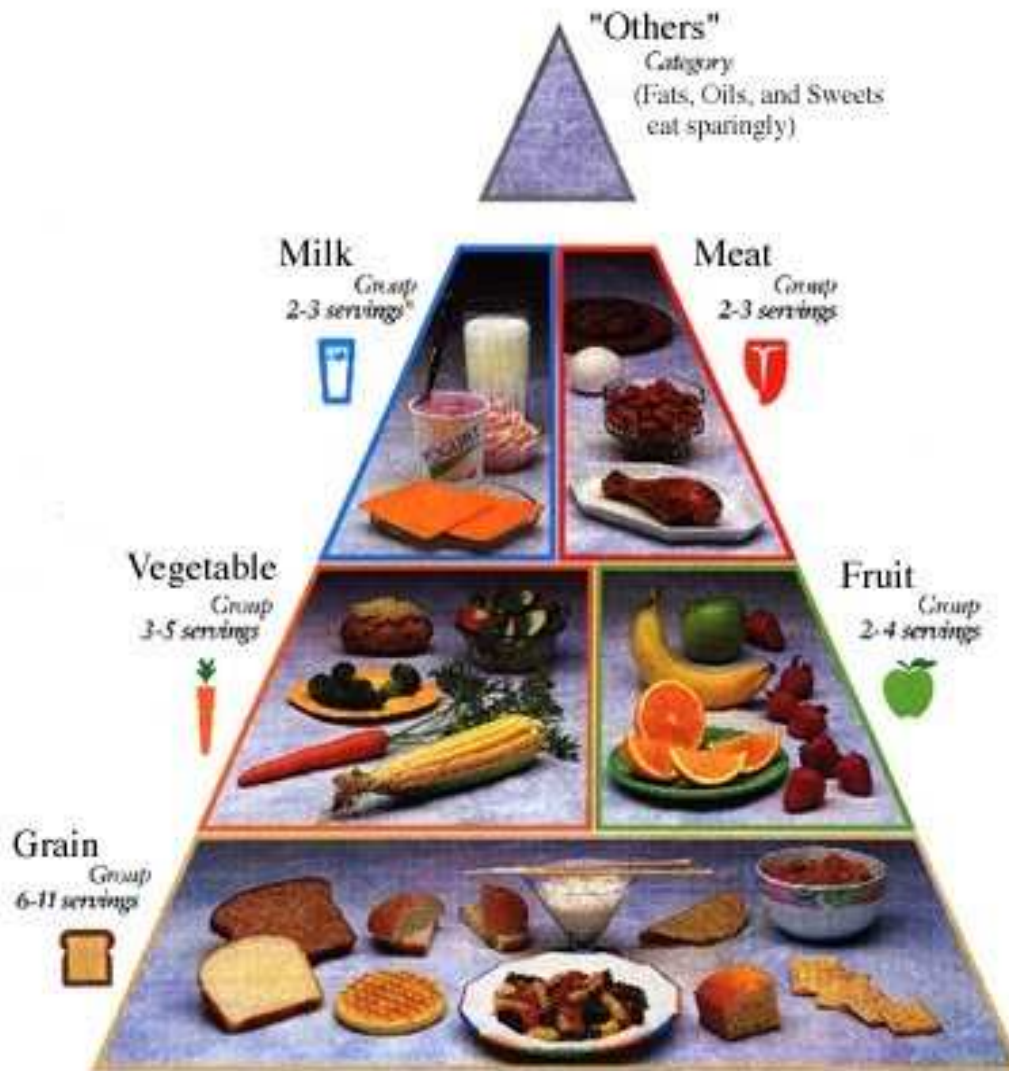 "Others"
Category
(Fats, Oils, and Sweets
eat sparingly)
Milk
Group
2-3 servings*
Meat
Group
2-3 servings
YOGURT
Vegetable
Group
3-5 servings
Fruit
Group
2-4 servings
Grain
Group
6-11 servings